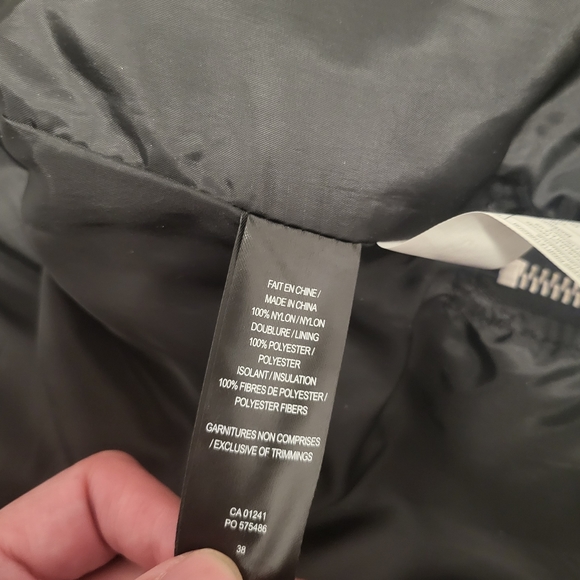 FAIT EN CHINE /
MADE IN CHINA
100% NYLON / NYLON
DOUBLURE / LINING
100% POLYESTER /
POLYESTER
ISOLANT / INSULATION
100% FIBRES DE POLYESTER /
POLYESTER FIBERS
GARNITURES NON COMPRISES
/ EXCLUSIVE OF TRIMMINGS
CA 01241
PO 575486
38